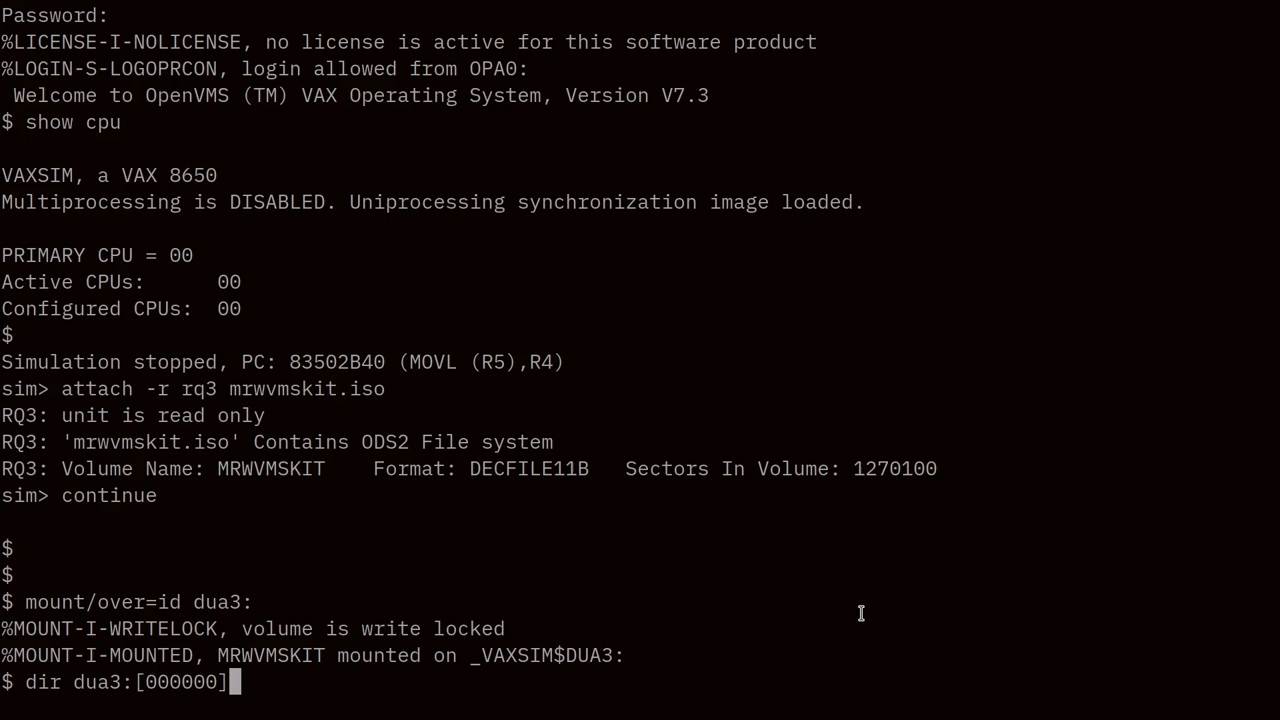 Password:
%LICENSE-I-NOLICENSE, no license is active for this software product
%LOGIN-S-LOGOPRCON, login allowed from OPA0:
 Welcome to OpenVMS (TM) VAX Operating System, Version V7.3
$ show cpu
VAXSIM, a VAX 8650
Multiprocessing is DISABLED. Uniprocessing synchronization image loaded.
PRIMARY CPU = 00
Active CPUs:      00
Configured CPUs:  00
$
Simulation stopped, PC: 83502B40 (MOVL (R5),R4)
sim> attach -r rq3 mrwvmskit.iso
RQ3: unit is read only
RQ3: 'mrwvmskit.iso' Contains ODS2 File system
RQ3: Volume Name: MRWVMSKIT    Format: DECFILE11B   Sectors In Volume: 1270100
sim> continue
$
$
$ mount/over=id dua3:
%MOUNT-I-WRITELOCK, volume is write locked
%MOUNT-I-MOUNTED, MRWVMSKIT mounted on _VAXSIM$DUA3:
$ dir dua3:[000000]